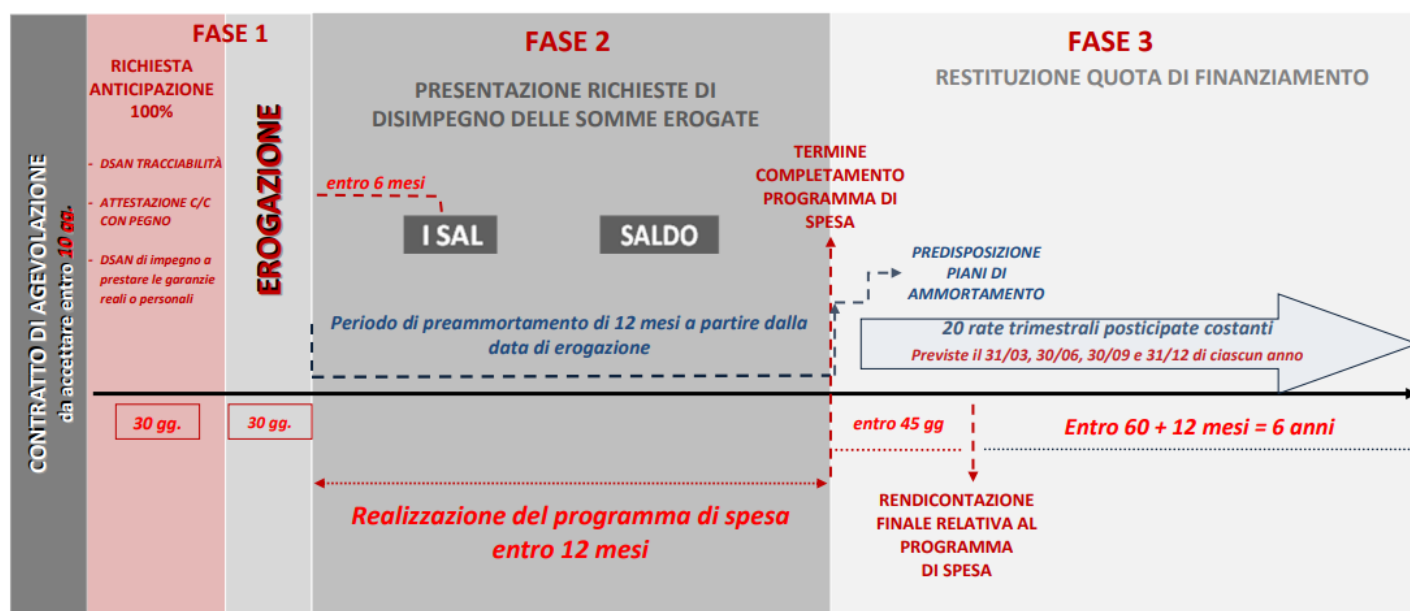 CONTRATTO DI AGEVOLAZIONE
da accettare entro 10 gg.
FASE 1
RICHIESTA
ANTICIPAZIONE
100%
- DSAN TRACCIABILITÀ
- ATTESTAZIONE C/C
CON PEGNO
- DSAN di impegno a
prestare le garanzie
reali o personali
EROGAZIONE
30 gg.
30 gg.
FASE 2
PRESENTAZIONE RICHIESTE DI
DISIMPEGNO DELLE SOMME EROGATE
entro 6 mesi
I SAL
SALDO
Periodo di preammortamento di 12 mesi a partire dalla
data di erogazione
Realizzazione del programma di spesa
entro 12 mesi
TERMINE
COMPLETAMENTO
PROGRAMMA DI
SPESA
FASE 3
RESTITUZIONE QUOTA DI FINANZIAMENTO
PREDISPOSIZIONE
PIANI DI
AMMORTAMENTO
20 rate trimestrali posticipate costanti
Previste il 31/03, 30/06, 30/09 e 31/12 di ciascun anno
entro 45 gg
Entro 60 + 12 mesi = 6 anni
RENDICONTAZIONE
FINALE RELATIVA AL
PROGRAMMA
DI SPESA